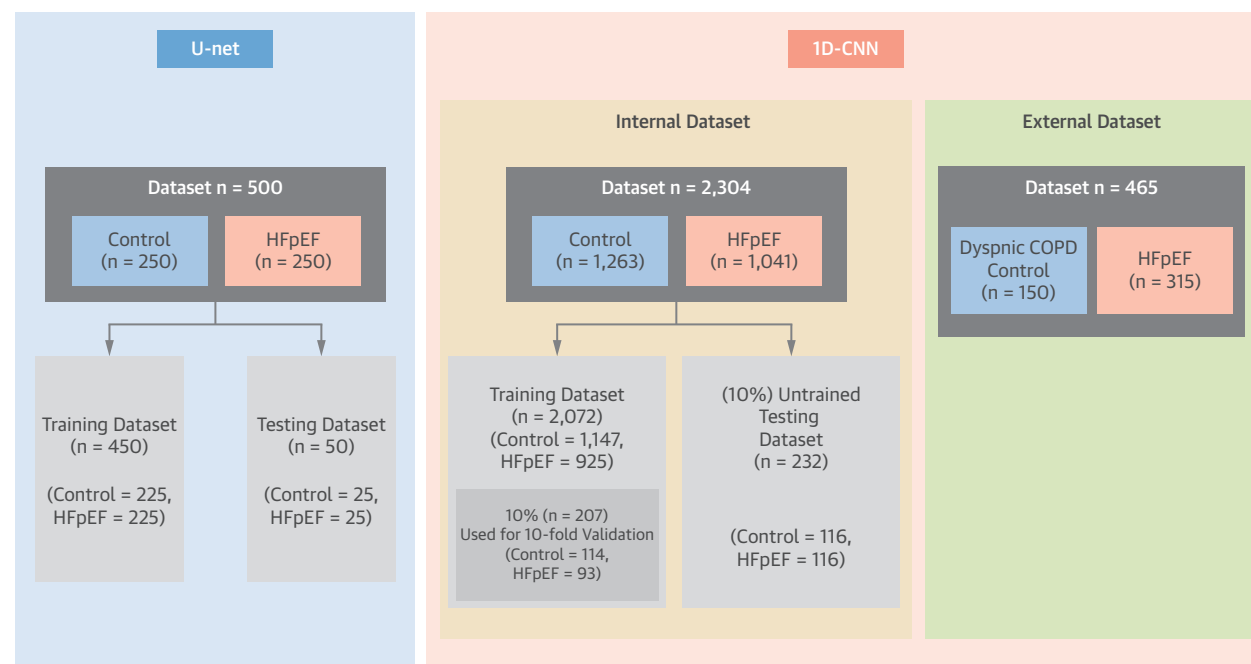 U-net
Dataset n = 500
Control
(n = 250)
HFpEF
(n = 250)
Training Dataset
(n = 450)
(Control = 225,
HFpEF = 225)
Testing Dataset
(n = 50)
(Control = 25,
HFpEF = 25)
1D-CNN
Internal Dataset
Dataset n = 2,304
Control
(n = 1,263)
HFpEF
(n = 1,041)
Training Dataset
(n = 2,072)
(Control = 1,147,
HFpEF = 925)
10% (n = 207)
Used for 10-fold Validation
(Control = 114,
HFpEF = 93)
(10%) Untrained
Testing
Dataset
(n = 232)
(Control = 116,
HFpEF = 116)
External Dataset
Dataset n = 465
Dyspnic COPD
Control
(n = 150)
HFpEF
(n = 315)